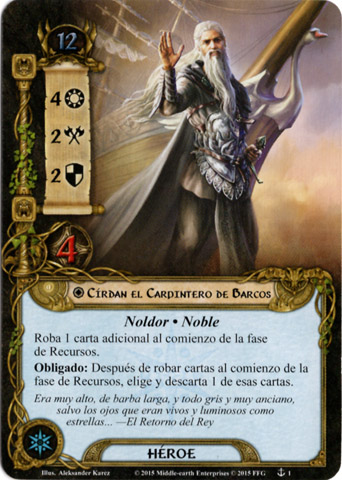 12
4
2
2
4
Círdan el Carpintero de Barcos
Noldor • Noble
Roba 1 carta adicional al comienzo de la fase
de Recursos.
Obligado: Después de robar cartas al comienzo de la
fase de Recursos, elige y descarta 1 de esas cartas.
Era muy alto, de barba larga, y todo gris y muy anciano,
salvo los ojos que eran vivos y luminosos como
estrellas... —El Retorno del Rey
HÉROE
Illus. Aleksander Karcz
© 2015 Middle-earth Enterprises © 2015 FFG
1